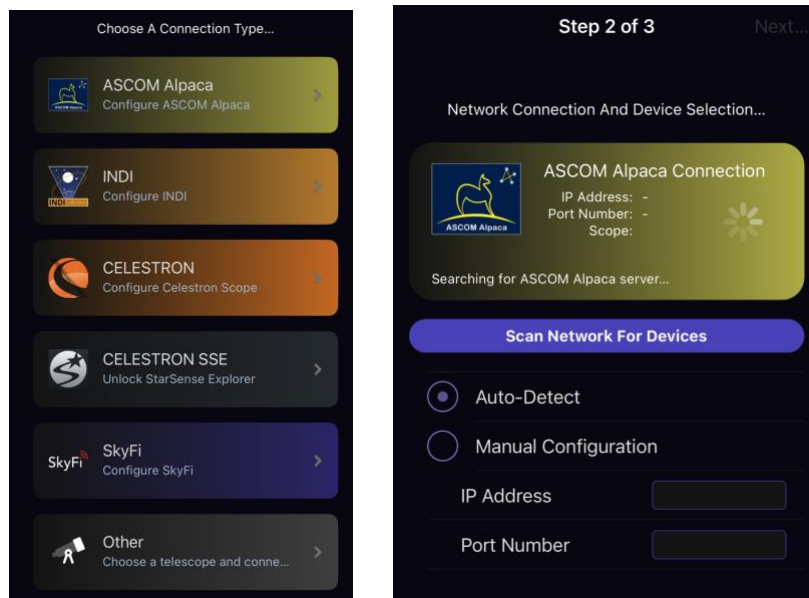 Choose A Connection Type...
ASCOM Alpaca
Configure ASCOM Alpaca
ASCOM Alpaca
INDI
Configure INDI
INDI
CELESTRON
Configure Celestron Scope
CELESTRON SSE
Unlock StarSense Explorer
SkyFi
SkyFi
Configure SkyFi
Other
Choose a telescope and conne...
Step 2 of 3
Next...
Network Connection And Device Selection...
ASCOM Alpaca Connection
IP Address: -
Port Number: -
Scope:
ASCOM Alpaca
Searching for ASCOM Alpaca server...
Scan Network For Devices
Auto-Detect
Manual Configuration
IP Address
Port Number